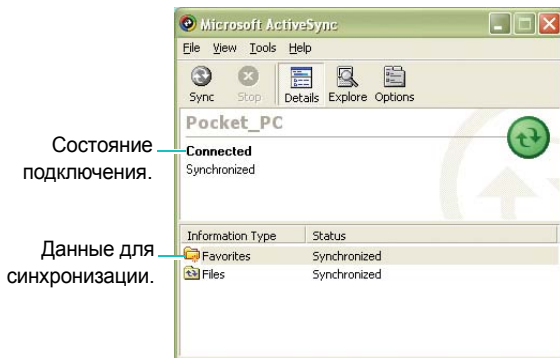 Microsoft ActiveSync
File View Tools Help
Sync Stop Details Explore Options
Pocket_PC
Состояние подключения.
Connected
Synchronized
Information Type Status
Данные для синхронизации.
Favorites Synchronized
Files Synchronized